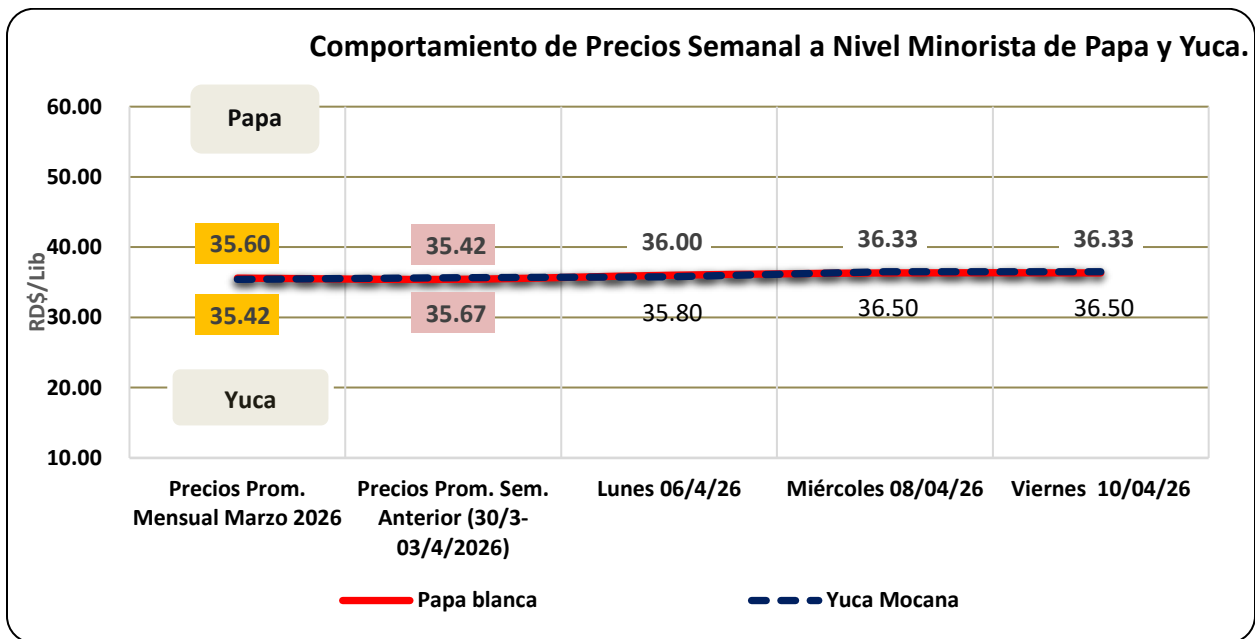 Comportamiento de Precios Semanal a Nivel Minorista de Papa y Yuca.
60.00
50.00
40.00
30.00
20.00
10.00
RD$/Lib
Papa
35.60 35.42 36.00 36.33 36.33
35.42 35.67 35.80 36.50 36.50
Yuca
Precios Prom.
Mensual Marzo 2026
Precios Prom. Sem.
Anterior (30/3-
03/4/2026)
Lunes 06/4/26
Miércoles 08/04/26
Viernes 10/04/26
Papa blanca
Yuca Mocana